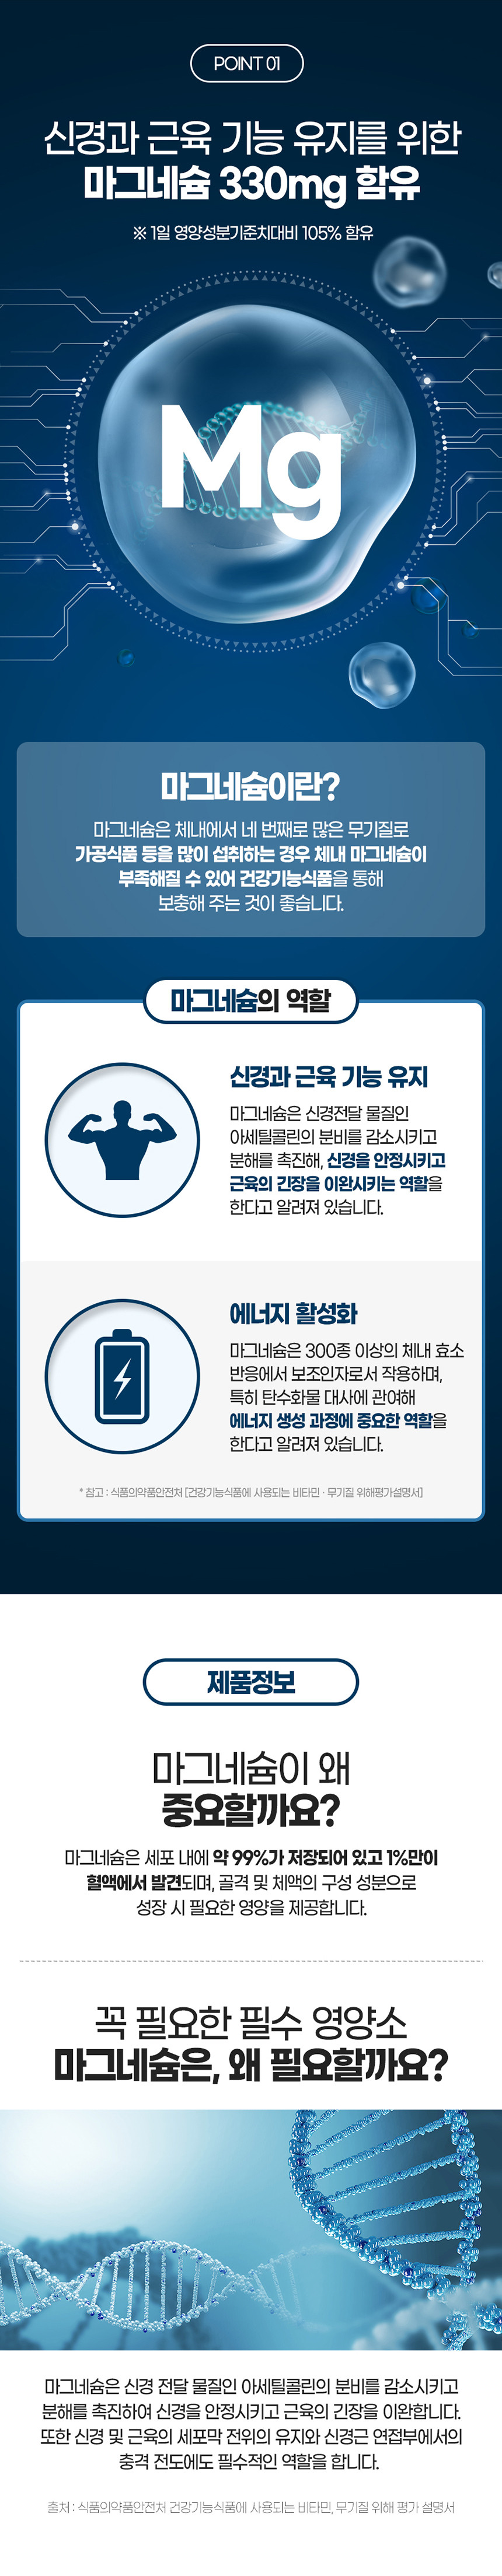 POINT 01
신경과 근육 기능 유지를 위한
마그네슘 330mg 함유
※ 1일 영양성분기준치대비 105% 함유
Mg
마그네슘이란?
마그네슘은 체내에서 네 번째로 많은 무기질로
가공식품 등을 많이 섭취하는 경우 체내 마그네슘이
부족해질 수 있어 건강기능식품을 통해
보충해 주는 것이 좋습니다.
마그네슘의 역할
신경과 근육 기능 유지
마그네슘은 신경전달 물질인
아세틸콜린의 분비를 감소시키고
분해를 촉진해, 신경을 안정시키고
근육의 긴장을 이완시키는 역할을
한다고 알려져 있습니다.
에너지 활성화
마그네슘은 300종 이상의 체내 효소
반응에서 보조인자로서 작용하며,
특히 탄수화물 대사에 관여해
에너지 생성 과정에 중요한 역할을
한다고 알려져 있습니다.
* 참고 : 식품의약품안전처 [건강기능식품에 사용되는 비타민 · 무기질 위해평가설명서]
제품정보
마그네슘이 왜
중요할까요?
마그네슘은 세포 내에 약 99%가 저장되어 있고 1%만이
혈액에서 발견되며, 골격 및 체액의 구성 성분으로
성장 시 필요한 영양을 제공합니다.
꼭 필요한 필수 영양소
마그네슘은, 왜 필요할까요?
마그네슘은 신경 전달 물질인 아세틸콜린의 분비를 감소시키고
분해를 촉진하여 신경을 안정시키고 근육의 긴장을 이완합니다.
또한 신경 및 근육의 세포막 전위의 유지와 신경근 연접부에서의
충격 전도에도 필수적인 역할을 합니다.
출처 : 식품의약품안전처 건강기능식품에 사용되는 비타민, 무기질 위해 평가 설명서